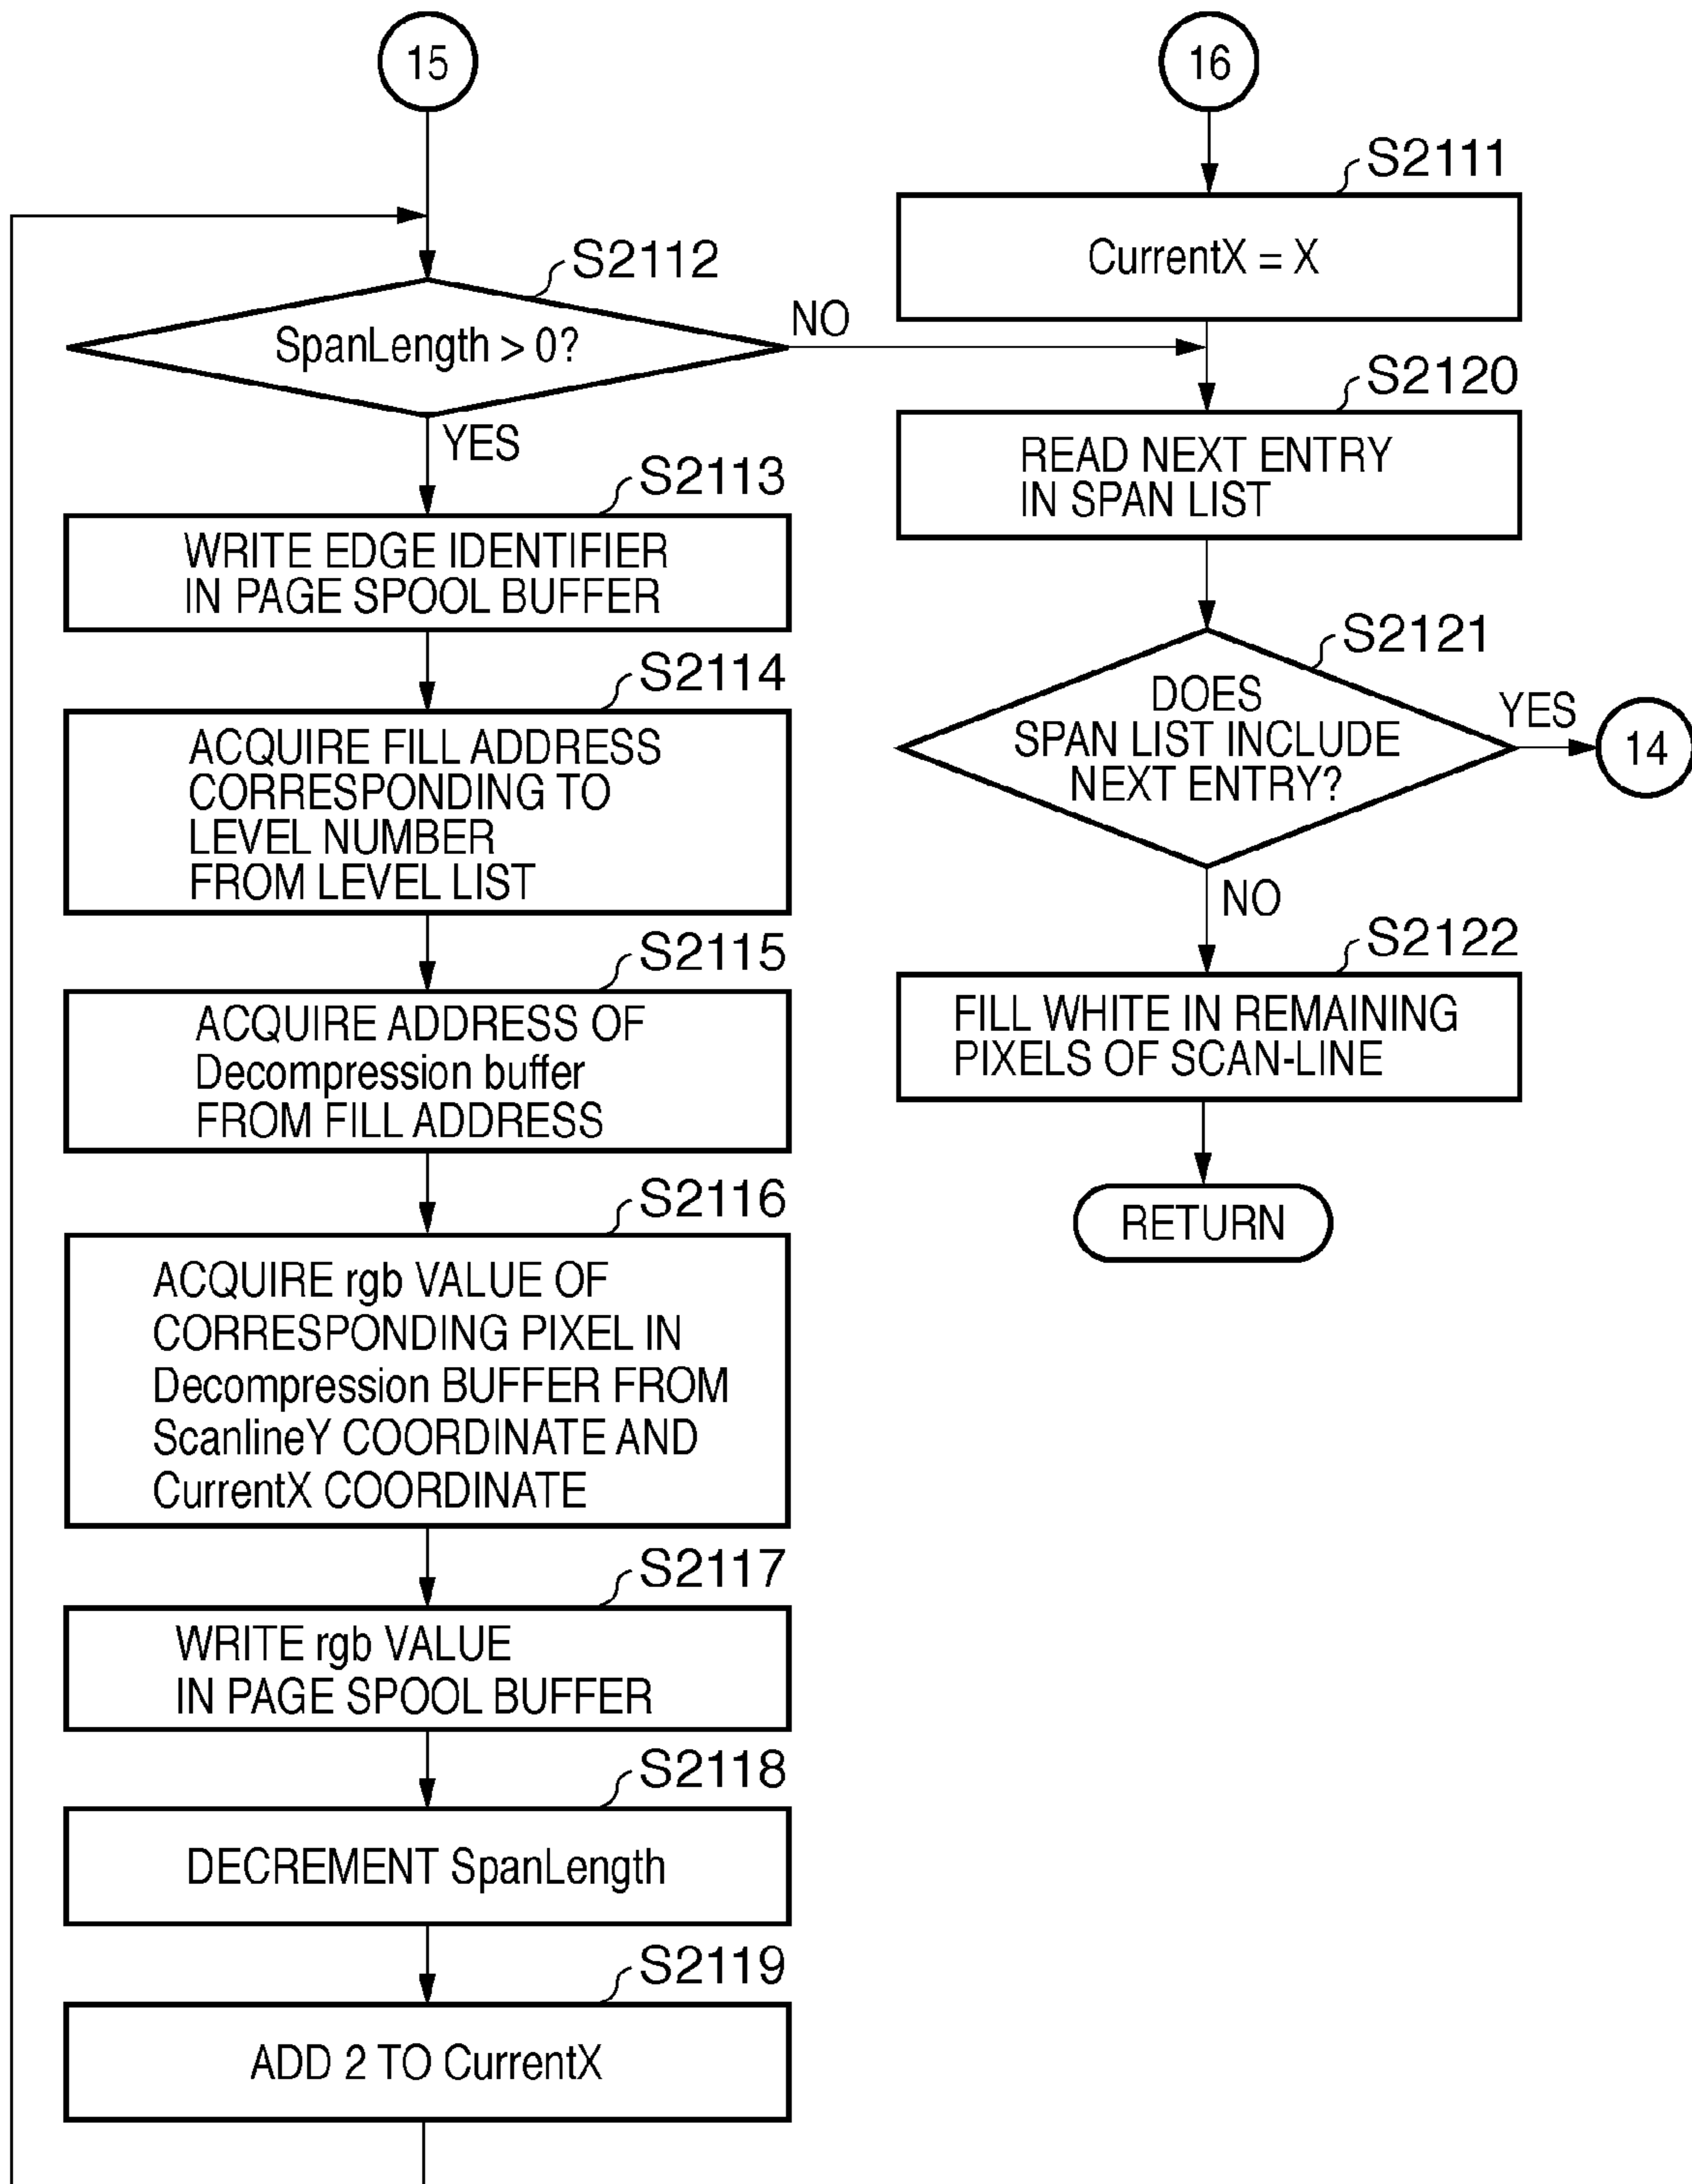 15
S2112
SpanLength > 0?
NO
YES
S2113
WRITE EDGE IDENTIFIER
IN PAGE SPOOL BUFFER
S2114
ACQUIRE FILL ADDRESS
CORRESPONDING TO
LEVEL NUMBER
FROM LEVEL LIST
S2115
ACQUIRE ADDRESS OF
Decompression buffer
FROM FILL ADDRESS
S2116
ACQUIRE rgb VALUE OF
CORRESPONDING PIXEL IN
Decompression BUFFER FROM
ScanlineY COORDINATE AND
CurrentX COORDINATE
S2117
WRITE rgb VALUE
IN PAGE SPOOL BUFFER
S2118
DECREMENT SpanLength
S2119
ADD 2 TO CurrentX
16
S2111
CurrentX = X
S2120
READ NEXT ENTRY
IN SPAN LIST
S2121
DOES
SPAN LIST INCLUDE
NEXT ENTRY?
YES
14
NO
S2122
FILL WHITE IN REMAINING
PIXELS OF SCAN-LINE
RETURN